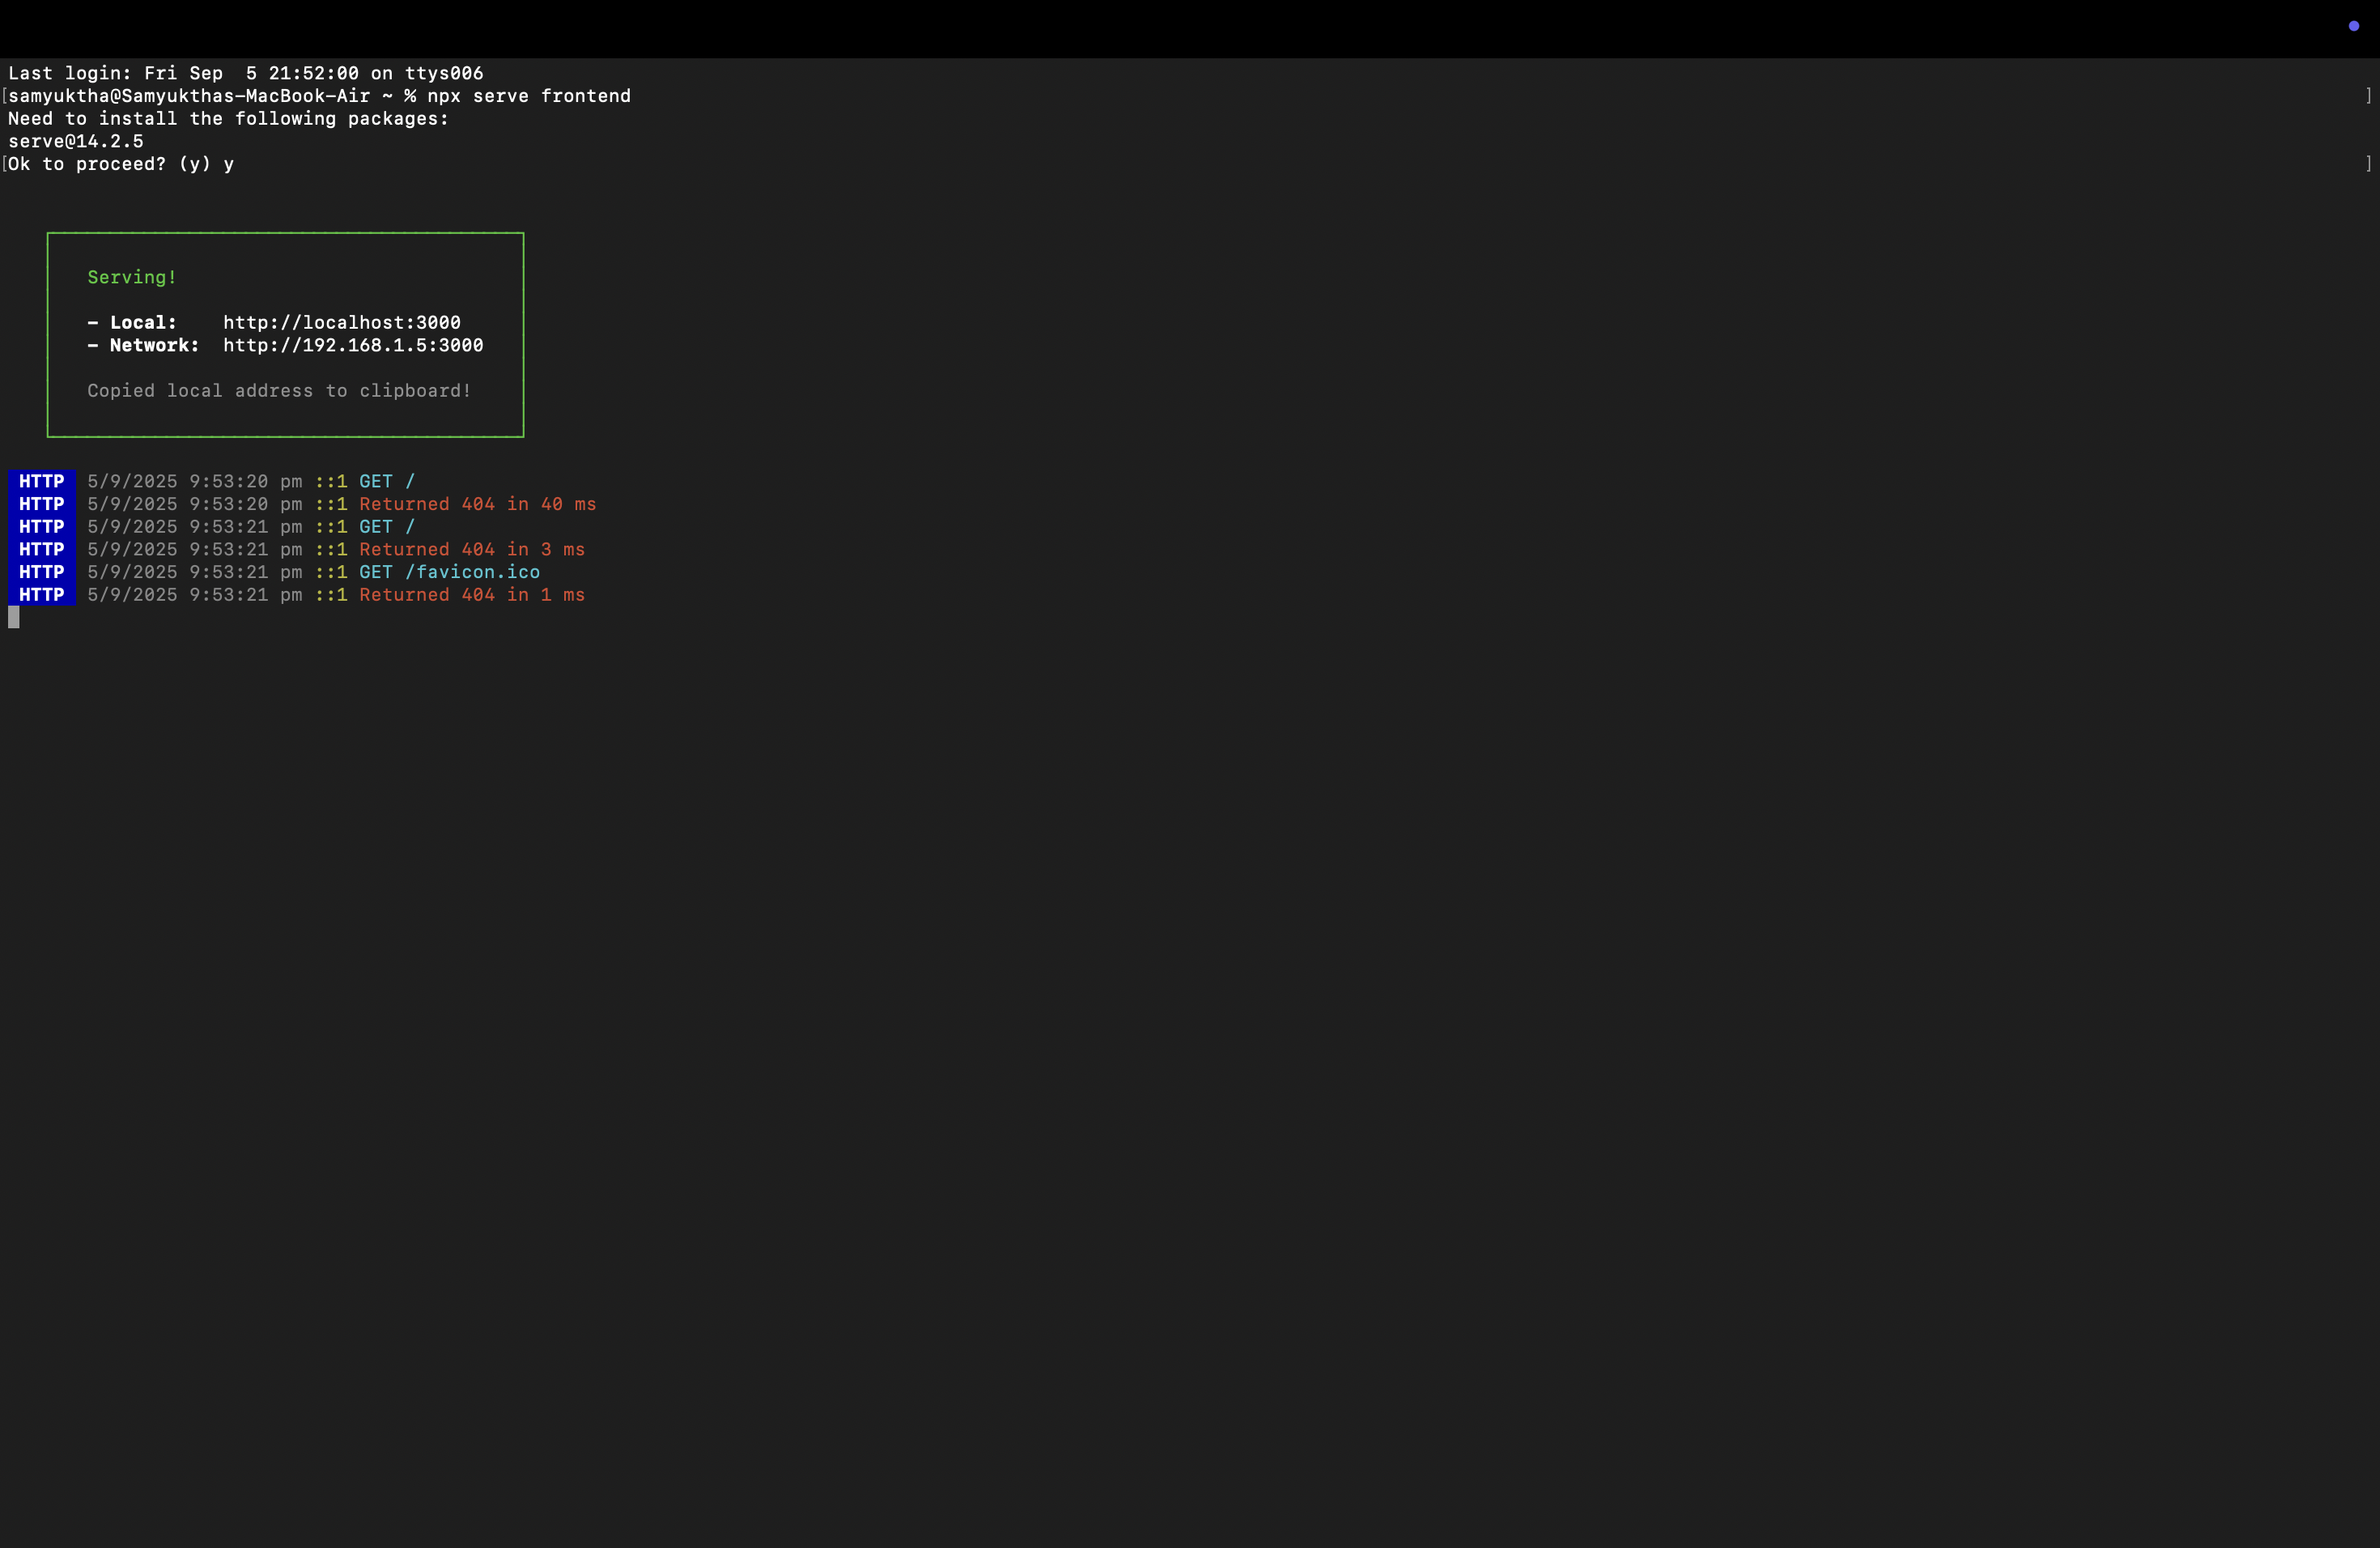 Last login: Fri Sep  5 21:52:00 on ttys006
[samyuktha@Samyukthas-MacBook-Air ~ % npx serve frontend ]
Need to install the following packages:
serve@14.2.5
[Ok to proceed? (y) y ]
Serving!
- Local:    http://localhost:3000
- Network:  http://192.168.1.5:3000
Copied local address to clipboard!
HTTP  5/9/2025 9:53:20 pm ::1 GET /
HTTP  5/9/2025 9:53:20 pm ::1 Returned 404 in 40 ms
HTTP  5/9/2025 9:53:21 pm ::1 GET /
HTTP  5/9/2025 9:53:21 pm ::1 Returned 404 in 3 ms
HTTP  5/9/2025 9:53:21 pm ::1 GET /favicon.ico
HTTP  5/9/2025 9:53:21 pm ::1 Returned 404 in 1 ms